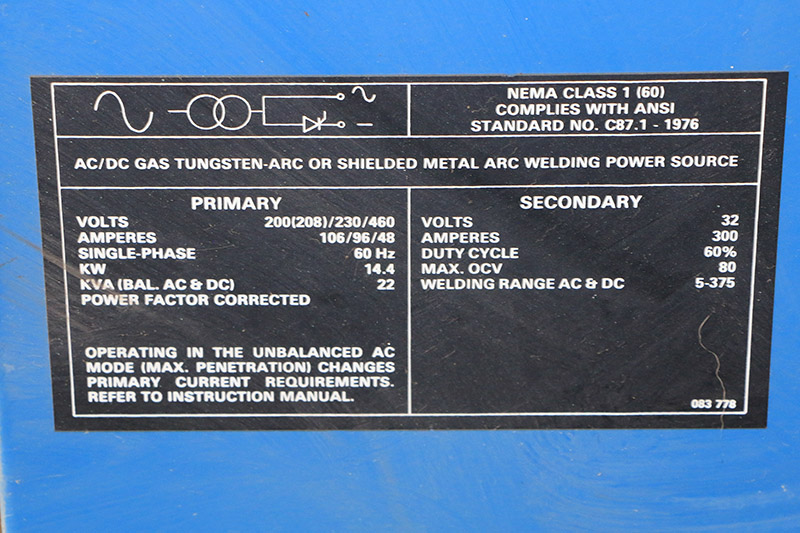 NEMA CLASS 1 (60)
COMPLIES WITH ANSI
STANDARD NO. C87.1 - 1976
AC/DC GAS TUNGSTEN-ARC OR SHIELDED METAL ARC WELDING POWER SOURCE
PRIMARY
VOLTS 200(208)/230/460
AMPERES 106/96/48
SINGLE-PHASE 60 Hz
KW 14.4
KVA (BAL. AC & DC) 22
POWER FACTOR CORRECTED
OPERATING IN THE UNBALANCED AC
MODE (MAX. PENETRATION) CHANGES
PRIMARY CURRENT REQUIREMENTS.
REFER TO INSTRUCTION MANUAL.
SECONDARY
VOLTS 32
AMPERES 300
DUTY CYCLE 60%
MAX. OCV 80
WELDING RANGE AC & DC 5-375
083 778